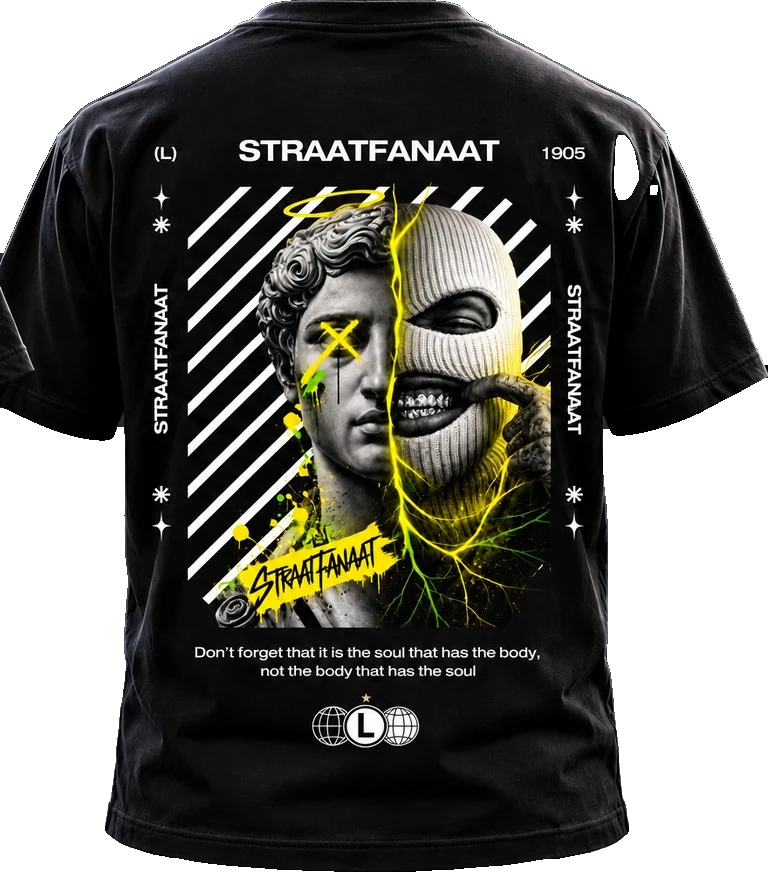 (L) STRAATFANAAT 1905
STRAATFANAAT
STRAATFANAAT
STRAATFANAAT
Don't forget that it is the soul that has the body,
not the body that has the soul
L